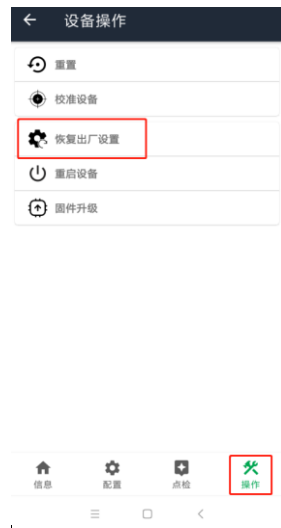 设备操作
重置
校准设备
恢复出厂设置
重启设备
固件升级
信息 配置 点检 操作